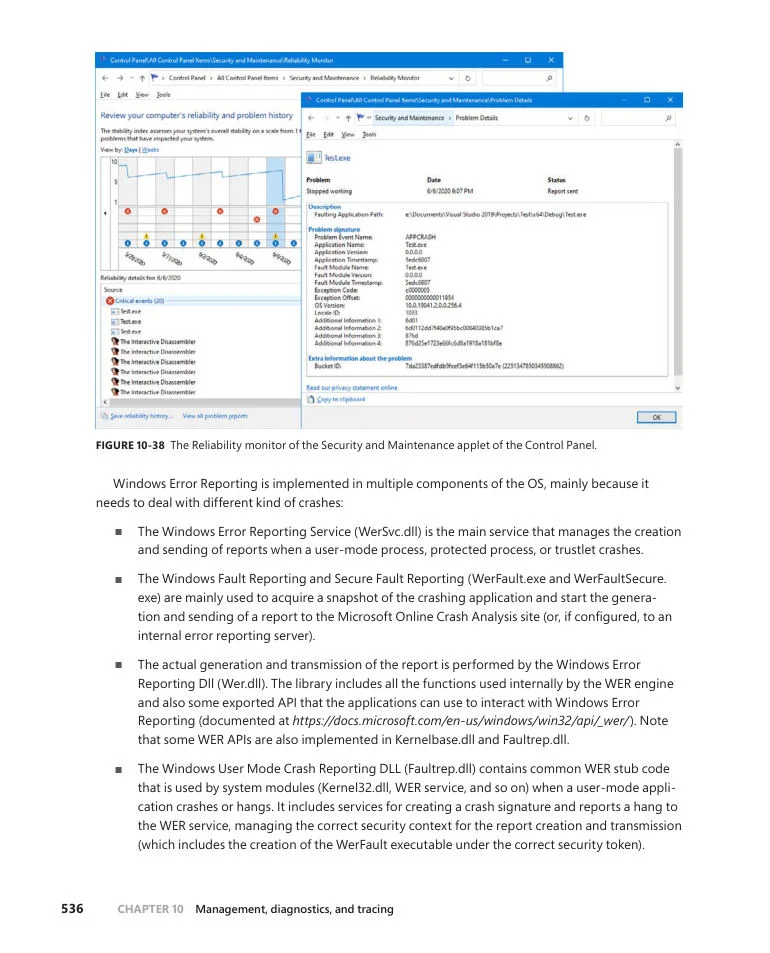 Control Panel\All Control Panel Items\Security and Maintenance\Reliability Monitor
Control Panel › All Control Panel Items › Security and Maintenance › Reliability Monitor
File Edit View Tools
Review your computer's reliability and problem history
The stability index assesses your system's overall stability on a scale from 1 t
problems that have impacted your system.
View by: Days | Weeks
10
5
1
5/28/2020
5/31/2020
6/2/2020
6/4/2020
6/6/2020
Reliability details for: 6/6/2020
Source
Critical events (20)
Test.exe
Test.exe
Test.exe
The Interactive Disassembler
The Interactive Disassembler
The Interactive Disassembler
The Interactive Disassembler
The Interactive Disassembler
The Interactive Disassembler
Save reliability history... View all problem reports
Control Panel\All Control Panel Items\Security and Maintenance\Problem Details
Security and Maintenance › Problem Details
File Edit View Tools
Test.exe
Problem Date Status
Stopped working 6/6/2020 9:07 PM Report sent
Description
Faulting Application Path: e:\Documents\Visual Studio 2019\Projects\Test\x64\Debug\Test.exe
Problem signature
Problem Event Name: APPCRASH
Application Name: Test.exe
Application Version: 0.0.0.0
Application Timestamp: 5edc6807
Fault Module Name: Test.exe
Fault Module Version: 0.0.0.0
Fault Module Timestamp: 5edc6807
Exception Code: c0000005
Exception Offset: 0000000000011954
OS Version: 10.0.19041.2.0.0.256.4
Locale ID: 1033
Additional Information 1: 6d01
Additional Information 2:
Additional Information 3: 876d
Additional Information 4: 876d25e1723e66fc6d8a1918a181bf8e
Extra information about the problem
Bucket ID: 7da23387edfdb9feef3e64f115b50a7e (2251347850345908862)
Read our privacy statement online
Copy to clipboard
OK
FIGURE 10-38 The Reliability monitor of the Security and Maintenance applet of the Control Panel.
Windows Error Reporting is implemented in multiple components of the OS, mainly because it
needs to deal with different kind of crashes:
■ The Windows Error Reporting Service (WerSvc.dll) is the main service that manages the creation
and sending of reports when a user-mode process, protected process, or trustlet crashes.
■ The Windows Fault Reporting and Secure Fault Reporting (WerFault.exe and WerFaultSecure.
exe) are mainly used to acquire a snapshot of the crashing application and start the genera-
tion and sending of a report to the Microsoft Online Crash Analysis site (or, if configured, to an
internal error reporting server).
■ The actual generation and transmission of the report is performed by the Windows Error
Reporting Dll (Wer.dll). The library includes all the functions used internally by the WER engine
and also some exported API that the applications can use to interact with Windows Error
Reporting (documented at https://docs.microsoft.com/en-us/windows/win32/api/_wer/). Note
that some WER APIs are also implemented in Kernelbase.dll and Faultrep.dll.
■ The Windows User Mode Crash Reporting DLL (Faultrep.dll) contains common WER stub code
that is used by system modules (Kernel32.dll, WER service, and so on) when a user-mode appli-
cation crashes or hangs. It includes services for creating a crash signature and reports a hang to
the WER service, managing the correct security context for the report creation and transmission
(which includes the creation of the WerFault executable under the correct security token).
536 CHAPTER 10 Management, diagnostics, and tracing